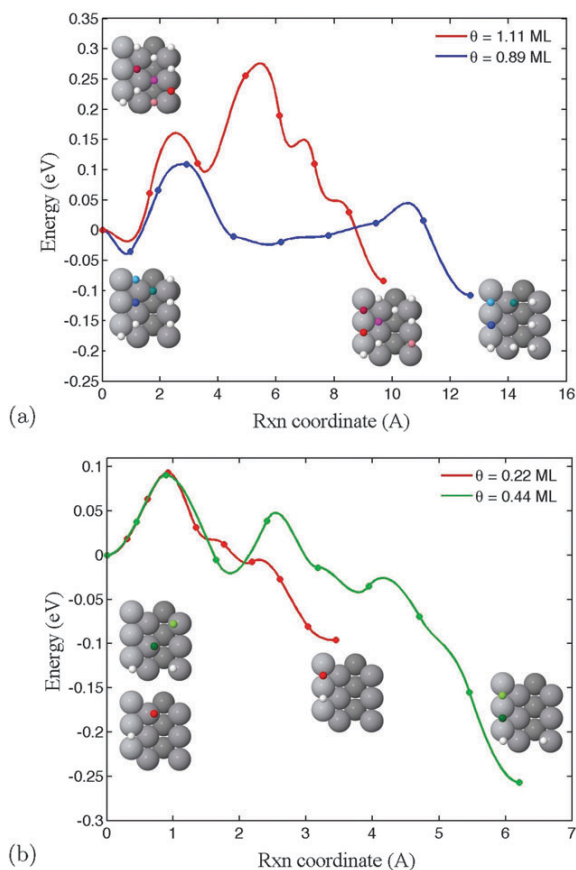 0.35
0.3
0.25
0.2
0.15
0.1
0.05
0
-0.05
-0.1
-0.15
-0.2
-0.25
Energy (eV)
θ = 1.11 ML
θ = 0.89 ML
0 2 4 6 8 10 12 14 16
(a)
Rxn coordinate (A)
0.1
0.05
0
-0.05
-0.1
-0.15
-0.2
-0.25
-0.3
Energy (eV)
θ = 0.22 ML
θ = 0.44 ML
0 1 2 3 4 5 6 7
(b)
Rxn coordinate (A)